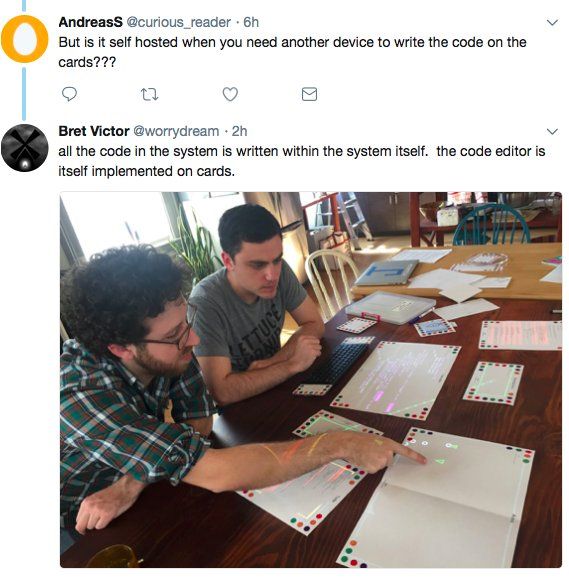 AndreasS @curious_reader · 6h
But is it self hosted when you need another device to write the code on the
cards???
Bret Victor @worrydream · 2h
all the code in the system is written within the system itself.  the code editor is
itself implemented on cards.
LETTUCE